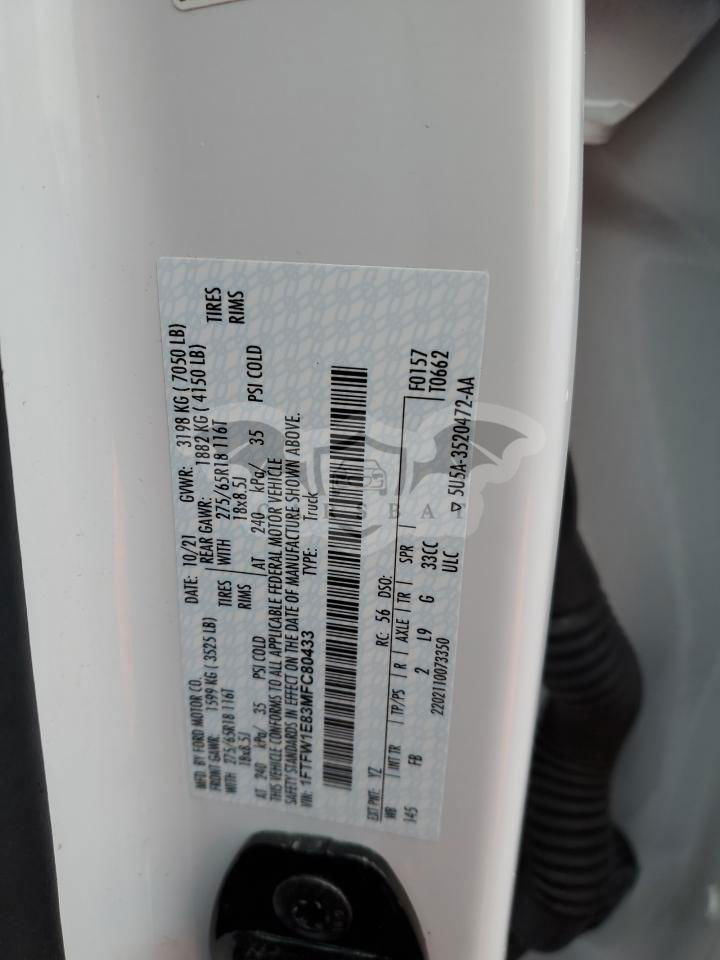 MFD. BY FORD MOTOR CO. DATE: 10/21 GVWR: 3198 KG ( 7050 LB)
FRONT GAWR: 1599 KG ( 3525 LB) REAR GAWR: 1882 KG ( 4150 LB)
WITH 275/65R18 116T TIRES WITH 275/65R18 116T TIRES
18x8.5J RIMS 18x8.5J RIMS
AT 240 kPa/ 35 PSI COLD AT 240 kPa/ 35 PSI COLD
THIS VEHICLE CONFORMS TO ALL APPLICABLE FEDERAL MOTOR VEHICLE
SAFETY STANDARDS IN EFFECT ON THE DATE OF MANUFACTURE SHOWN ABOVE.
VIN: 1FTFW1E83MFC80433 TYPE: Truck
EXT PNT: YZ RC: 56 DSO: F0157
WB INT TR TP/PS R AXLE TR SPR T0662
145 FB 2 L9 G 33CC
2202110073350 ULC 5U5A-3520472-AA